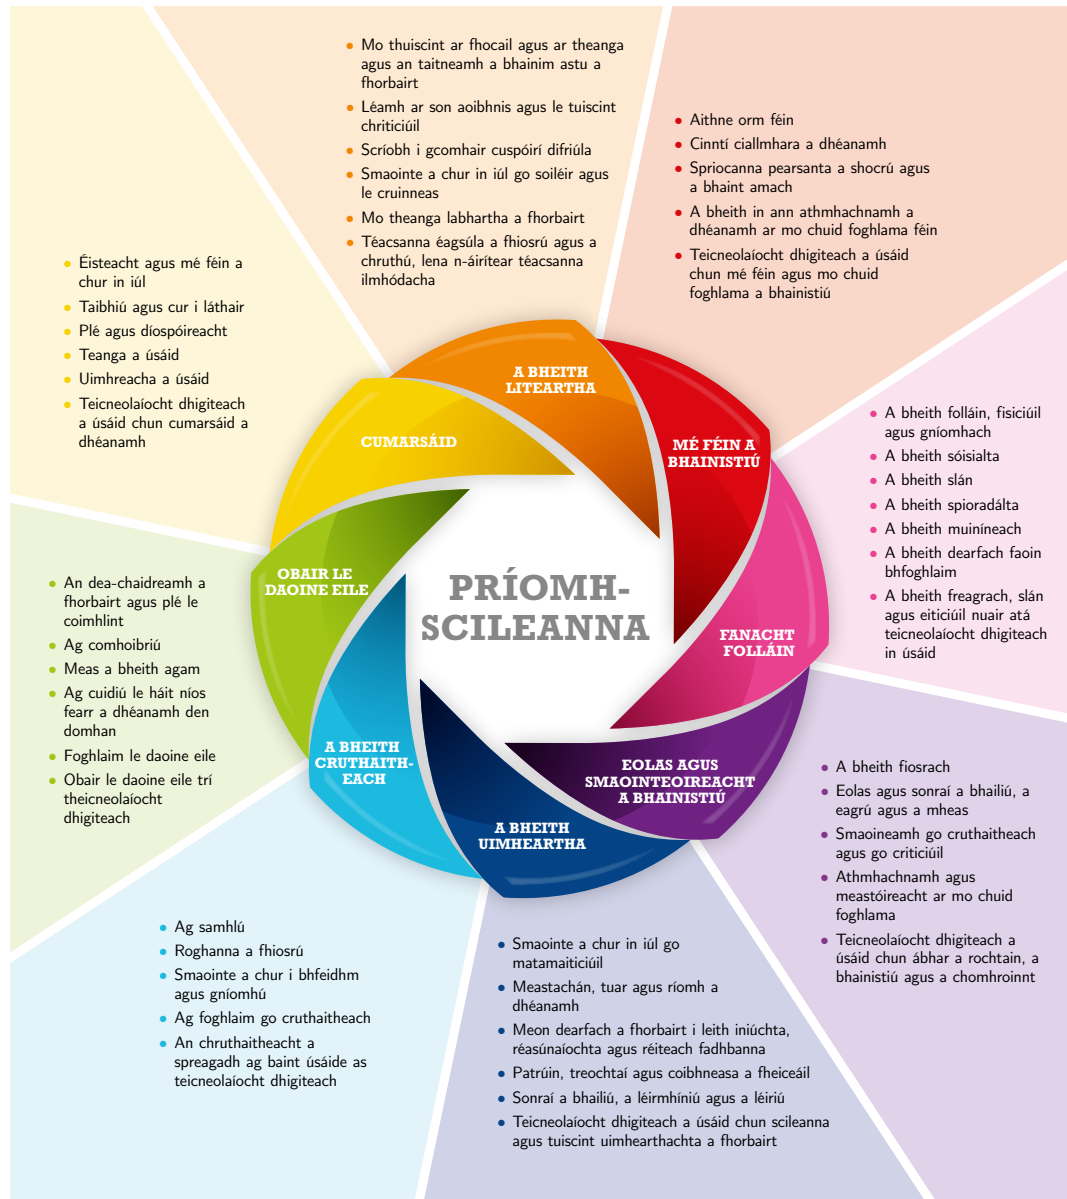 Mo thuiscint ar fhocail agus ar theanga
agus an taitneamh a bhainim astu a
fhorbairt
Léamh ar son aoibhnis agus le tuiscint
chriticiúil
Scríobh i gcomhair cuspóirí difriúla
Smaointe a chur in iúl go soiléir agus
le cruinneas
Mo theanga labhartha a fhorbairt
Téacsanna éagsúla a fhiosrú agus a
chruthú, lena n-áirítear téacsanna
ilmhódacha
Aithne orm féin
Cinntí ciallmhara a dhéanamh
Spriocanna pearsanta a shocrú agus
a bhaint amach
A bheith in ann athmhachnamh a
dhéanamh ar mo chuid foghlama féin
Teicneolaíocht dhigiteach a úsáid
chun mé féin agus mo chuid
foghlama a bhainistiú
Éisteacht agus mé féin a
chur in iúl
Taibhiú agus cur i láthair
Plé agus díospóireacht
Teanga a úsáid
Uimhreacha a úsáid
Teicneolaíocht dhigiteach
a úsáid chun cumarsáid a
dhéanamh
A BHEITH
LITEARTHA
CUMARSÁID
MÉ FÉIN A
BHAINISTIÚ
A bheith folláin, fisiciúil
agus gníomhach
A bheith sóisialta
A bheith slán
A bheith spioradálta
A bheith muiníneach
A bheith dearfach faoin
bhfoghlaim
A bheith freagrach, slán
agus eiticiúil nuair atá
teicneolaíocht dhigiteach
in úsáid
OBAIR LE
DAOINE EILE
PRÍOMH-
SCILEANNA
FANACHT
FOLLÁIN
An dea-chaidreamh a
fhorbairt agus plé le
coimhlint
Ag comhoibriú
Meas a bheith agam
Ag cuidiú le háit níos
fearr a dhéanamh den
domhan
Foghlaim le daoine eile
Obair le daoine eile trí
theicneolaíocht
dhigiteach
A BHEITH
CRUTHAITH-
EACH
A BHEITH
UIMHEARTHA
EOLAS AGUS
SMAOINTEOIREACHT
A BHAINISTIÚ
A bheith fiosrach
Eolas agus sonraí a bhailiú, a
eagrú agus a mheas
Smaoineamh go cruthaitheach
agus go criticiúil
Athmhachnamh agus
meastóireacht ar mo chuid
foghlama
Teicneolaíocht dhigiteach a
úsáid chun ábhar a rochtain, a
bhainistiú agus a chomhroinnt
Ag samhlú
Roghanna a fhiosrú
Smaointe a chur i bhfeidhm
agus gníomhú
Ag foghlaim go cruthaitheach
An chruthaitheacht a
spreagadh ag baint úsáide as
teicneolaíocht dhigiteach
Smaointe a chur in iúl go
matamaiticiúil
Meastachán, tuar agus ríomh a
dhéanamh
Meon dearfach a fhorbairt i leith iniúchta,
réasúnaíochta agus réiteach fadhbanna
Patrúin, treochtaí agus coibhneasa a fheiceáil
Sonraí a bhailiú, a léirmhíniú agus a léiriú
Teicneolaíocht dhigiteach a úsáid chun scileanna
agus tuiscint uimhearthachta a fhorbairt